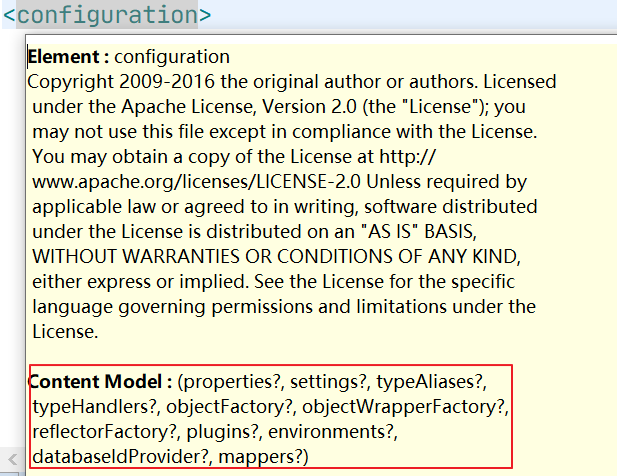 <configuration>
Element : configuration
Copyright 2009-2016 the original author or authors. Licensed
under the Apache License, Version 2.0 (the "License"); you
may not use this file except in compliance with the License.
You may obtain a copy of the License at http://
www.apache.org/licenses/LICENSE-2.0 Unless required by
applicable law or agreed to in writing, software distributed
under the License is distributed on an "AS IS" BASIS,
WITHOUT WARRANTIES OR CONDITIONS OF ANY KIND,
either express or implied. See the License for the specific
language governing permissions and limitations under the
License.
Content Model : (properties?, settings?, typeAliases?,
typeHandlers?, objectFactory?, objectWrapperFactory?,
reflectorFactory?, plugins?, environments?,
databaseIdProvider?, mappers?)